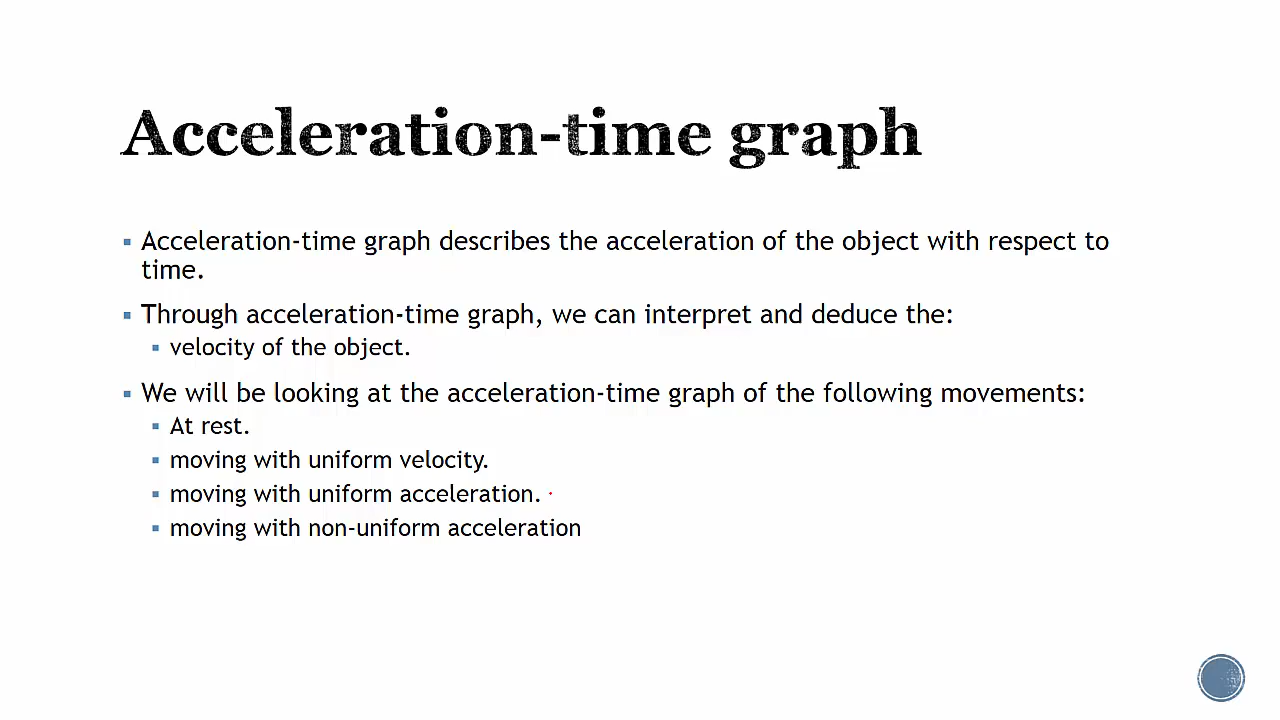 Acceleration-time graph
Acceleration-time graph describes the acceleration of the object with respect to
time.
Through acceleration-time graph, we can interpret and deduce the:
velocity of the object.
We will be looking at the acceleration-time graph of the following movements:
At rest.
moving with uniform velocity.
moving with uniform acceleration.
moving with non-uniform acceleration